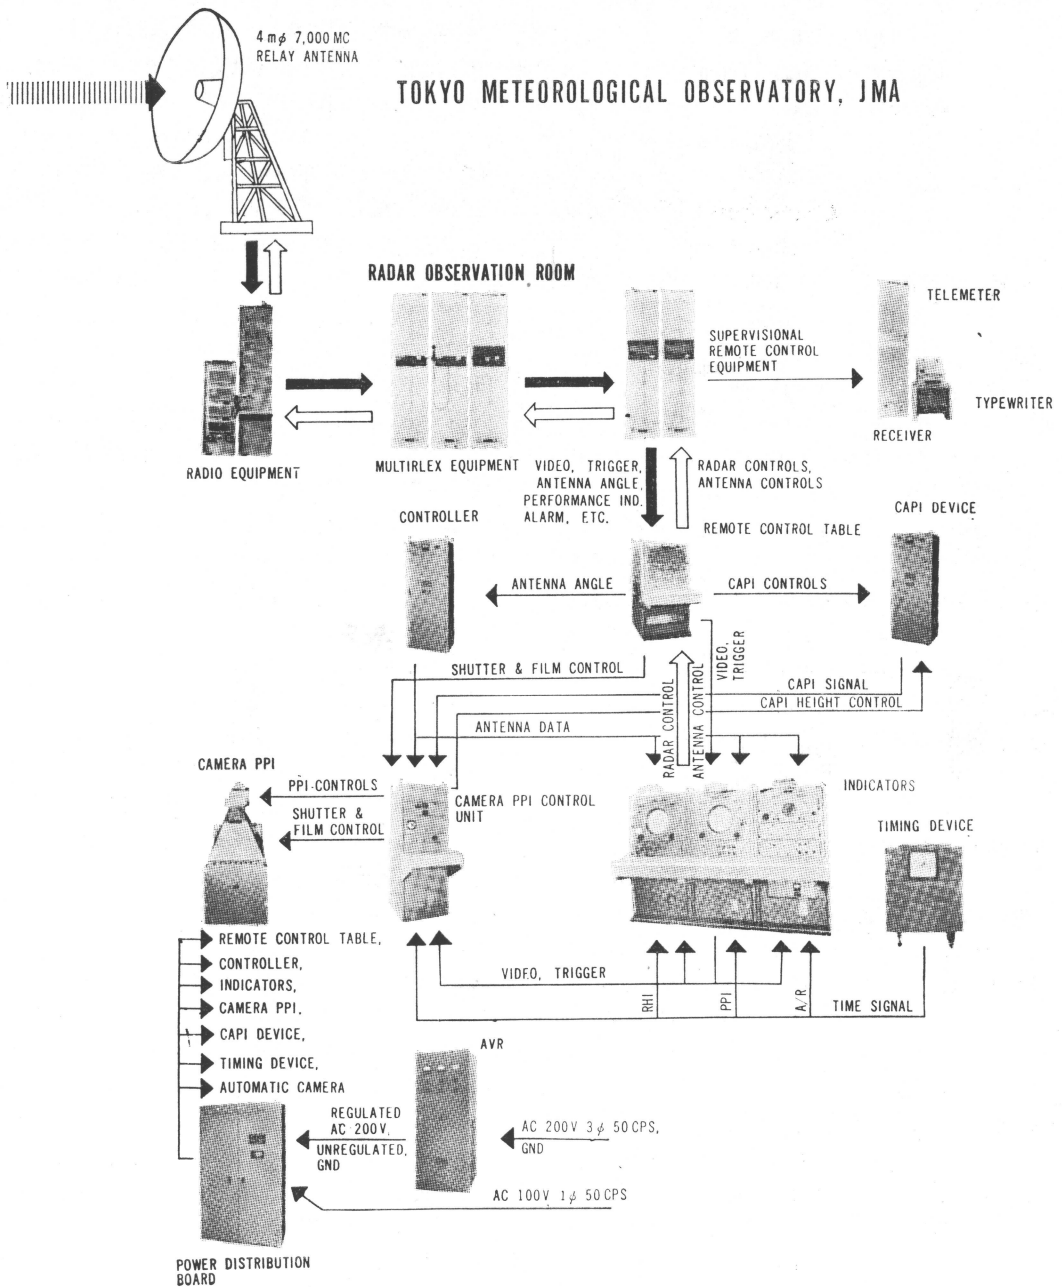 4mφ 7,000 MC
RELAY ANTENNA
TOKYO METEOROLOGICAL OBSERVATORY, JMA
RADAR OBSERVATION ROOM
TELEMETER
SUPERVISIONAL
REMOTE CONTROL
EQUIPMENT
TYPEWRITER
RECEIVER
RADIO EQUIPMENT
MULTIRLEX EQUIPMENT
VIDEO, TRIGGER,
ANTENNA ANGLE,
PERFORMANCE IND.
ALARM, ETC.
RADAR CONTROLS,
ANTENNA CONTROLS
CONTROLLER
REMOTE CONTROL TABLE
CAPI DEVICE
ANTENNA ANGLE
CAPI CONTROLS
VIDEO,
TRIGGER
SHUTTER & FILM CONTROL
RADAR CONTROL
ANTENNA CONTROL
CAPI SIGNAL
CAPI HEIGHT CONTROL
ANTENNA DATA
CAMERA PPI
PPI-CONTROLS
SHUTTER &
FILM CONTROL
CAMERA PPI CONTROL
UNIT
INDICATORS
TIMING DEVICE
REMOTE CONTROL TABLE,
CONTROLLER,
INDICATORS,
CAMERA PPI,
CAPI DEVICE,
TIMING DEVICE,
AUTOMATIC CAMERA
VIDEO, TRIGGER
RHI
PPI
A/R
TIME SIGNAL
AVR
REGULATED
AC 200V,
UNREGULATED,
GND
AC 200V 3φ 50CPS,
GND
AC 100V 1φ 50CPS
POWER DISTRIBUTION
BOARD